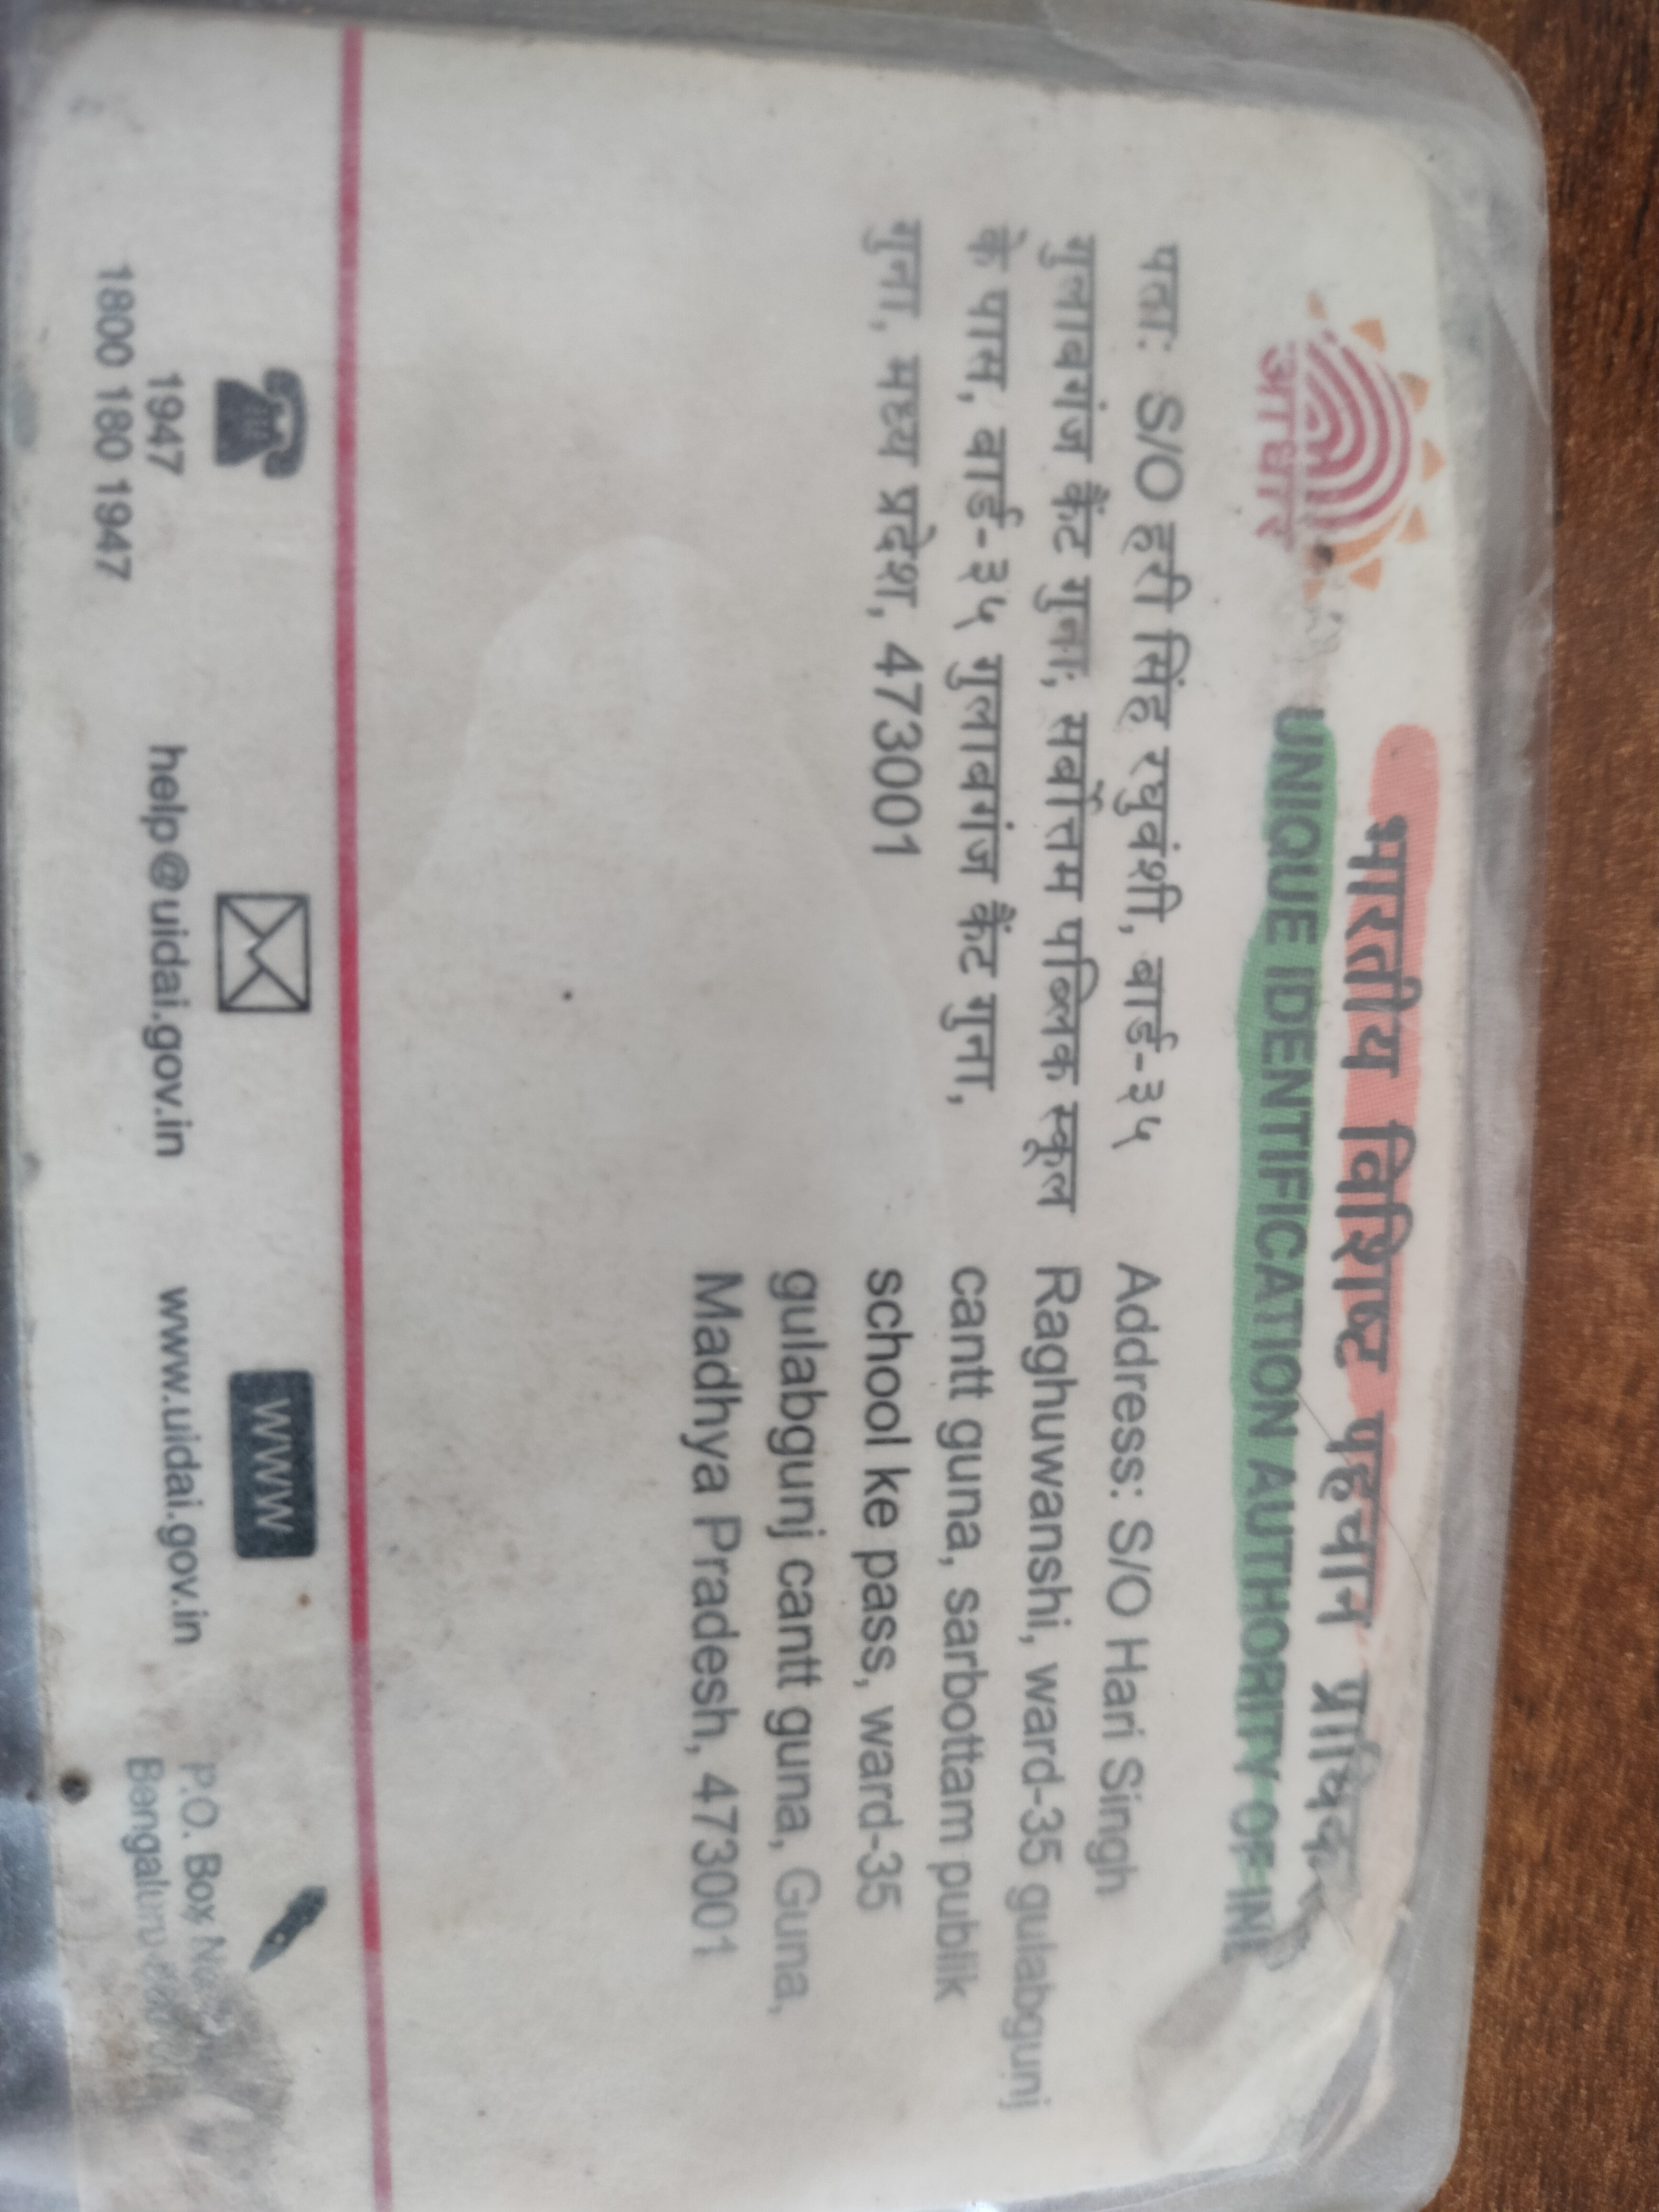 आधार
भारतीय विशिष्ट पहचान
UNIQUE IDENTIFICATION AUTHORITY OF
पता: S/O हरी सिंह रघुवंशी, वार्ड-३५
गुलाबगंज कैंट गुना, सर्वोत्तम पब्लिक स्कूल
के पास, वार्ड-३५ गुलाबगंज कैंट गुना,
गुना, मध्य प्रदेश, 473001
Address: S/O Hari Singh
Raghuwanshi, ward-35 gulabgunj
cantt guna, sarbottam publik
school ke pass, ward-35
gulabgunj cantt guna, Guna,
Madhya Pradesh, 473001
1947
1800 180 1947
help@uidai.gov.in
WWW
www.uidai.gov.in
P.O. Box
Bengaluru